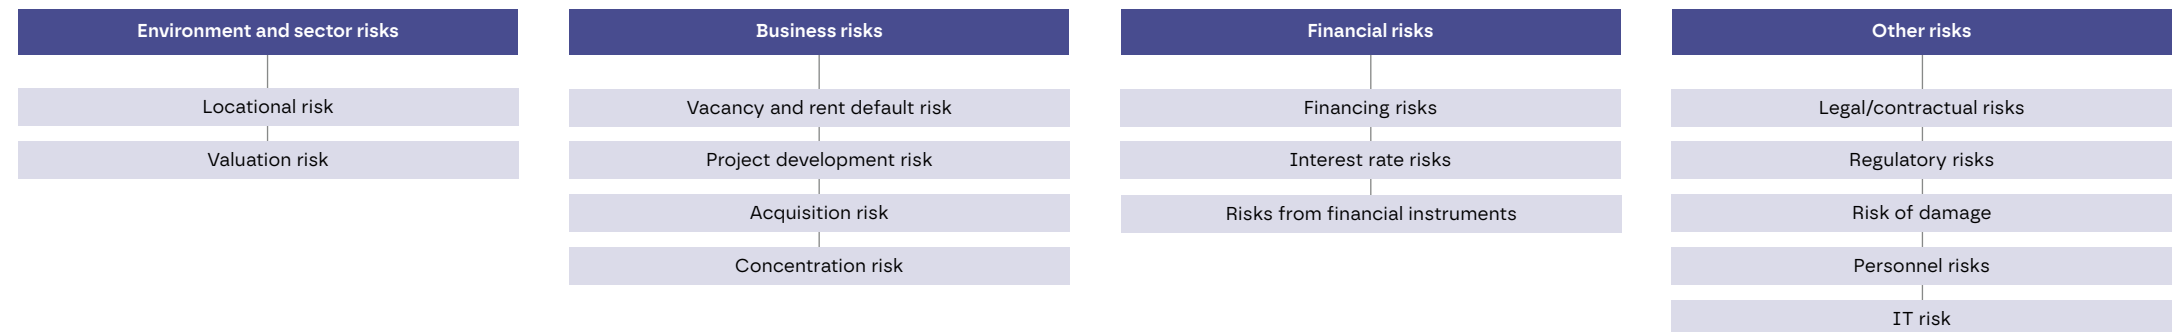 Environment and sector risks
Locational risk
Valuation risk
Business risks
Vacancy and rent default risk
Project development risk
Acquisition risk
Concentration risk
Financial risks
Financing risks
Interest rate risks
Risks from financial instruments
Other risks
Legal/contractual risks
Regulatory risks
Risk of damage
Personnel risks
IT risk